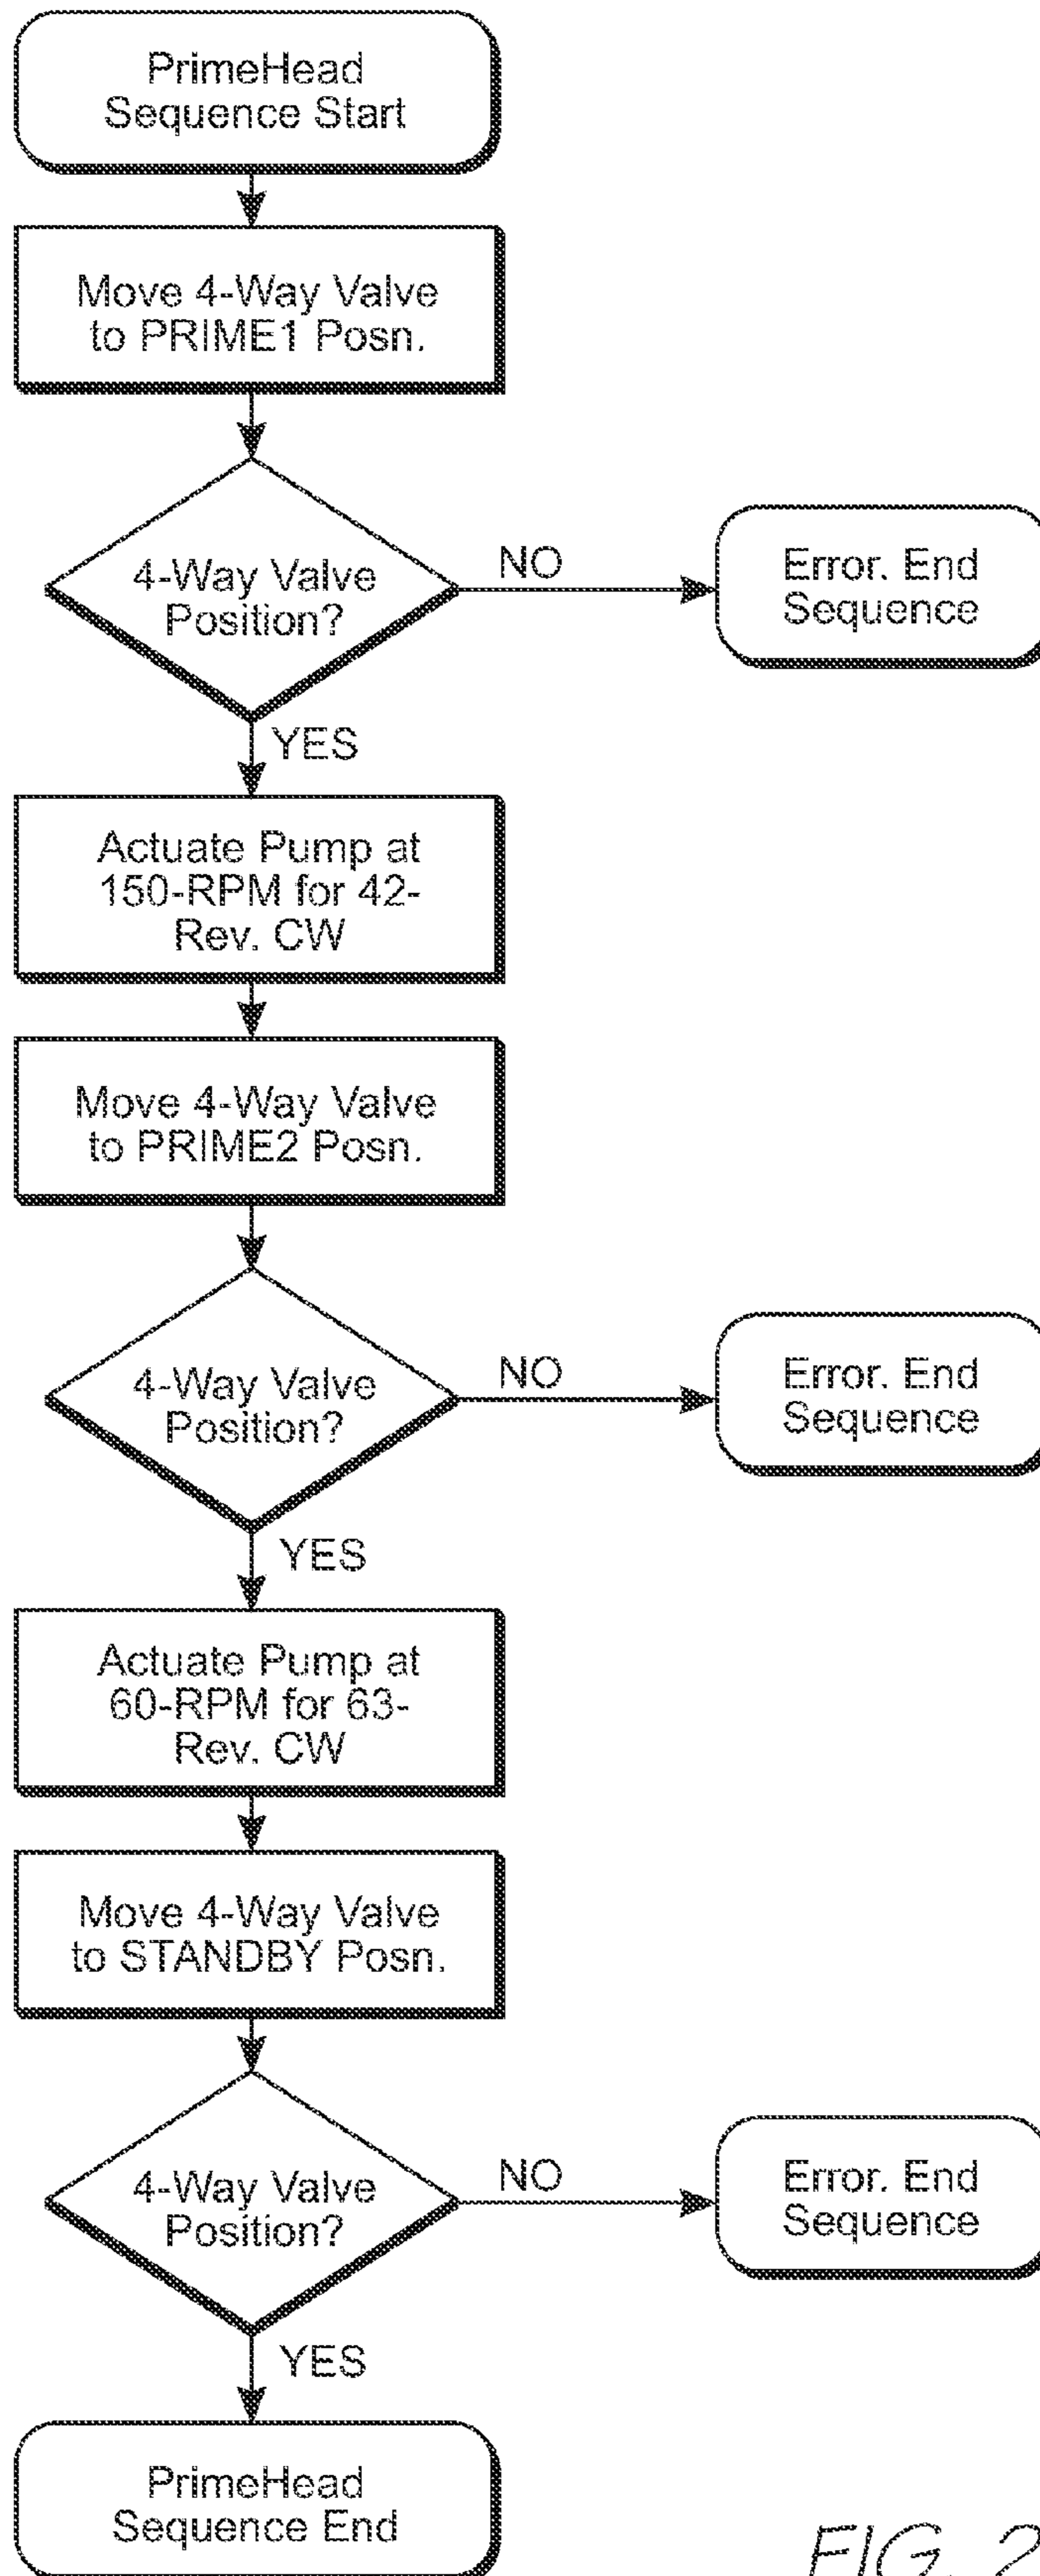 PrimeHead
Sequence Start
Move 4-Way Valve
to PRIME1 Posn.
4-Way Valve
Position?
NO
Error. End
Sequence
YES
Actuate Pump at
150-RPM for 42-
Rev. CW
Move 4-Way Valve
to PRIME2 Posn.
4-Way Valve
Position?
NO
Error. End
Sequence
YES
Actuate Pump at
60-RPM for 63-
Rev. CW
Move 4-Way Valve
to STANDBY Posn.
4-Way Valve
Position?
NO
Error. End
Sequence
YES
PrimeHead
Sequence End
FIG. 2